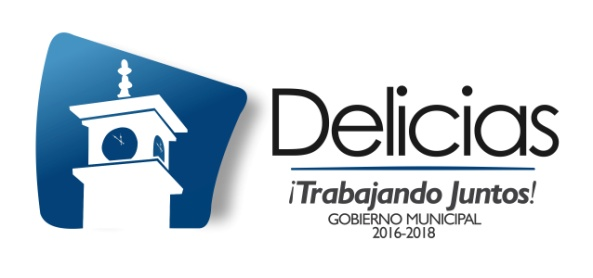 Delicias
¡Trabajando Juntos!
GOBIERNO MUNICIPAL
2016-2018